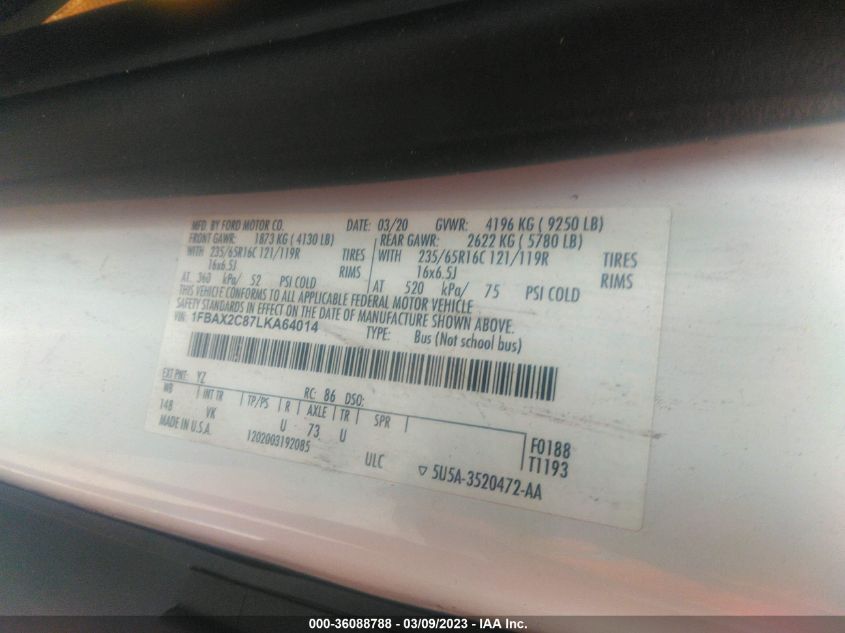 MFD. BY FORD MOTOR CO. DATE: 03/20 GVWR: 4196 KG ( 9250 LB)
FRONT GAWR: 1873 KG ( 4130 LB) REAR GAWR: 2622 KG ( 5780 LB)
WITH 235/65R16C 121/119R TIRES WITH 235/65R16C 121/119R TIRES
16x6.5J RIMS 16x6.5J RIMS
AT 360 kPa/ 52 PSI COLD AT 520 kPa/ 75 PSI COLD
THIS VEHICLE CONFORMS TO ALL APPLICABLE FEDERAL MOTOR VEHICLE
SAFETY STANDARDS IN EFFECT ON THE DATE OF MANUFACTURE SHOWN ABOVE.
VIN: 1FBAX2C87LKA64014 TYPE: Bus (Not school bus)
EXT PNT: YZ RC: 86 DSO:
WB INT TR TP/PS R AXLE TR SPR
148 VK U 73 U F0188
MADE IN U.S.A. 1202003192085 T1193
ULC 5U5A-3520472-AA
000-36088788 - 03/09/2023 - IAA Inc.